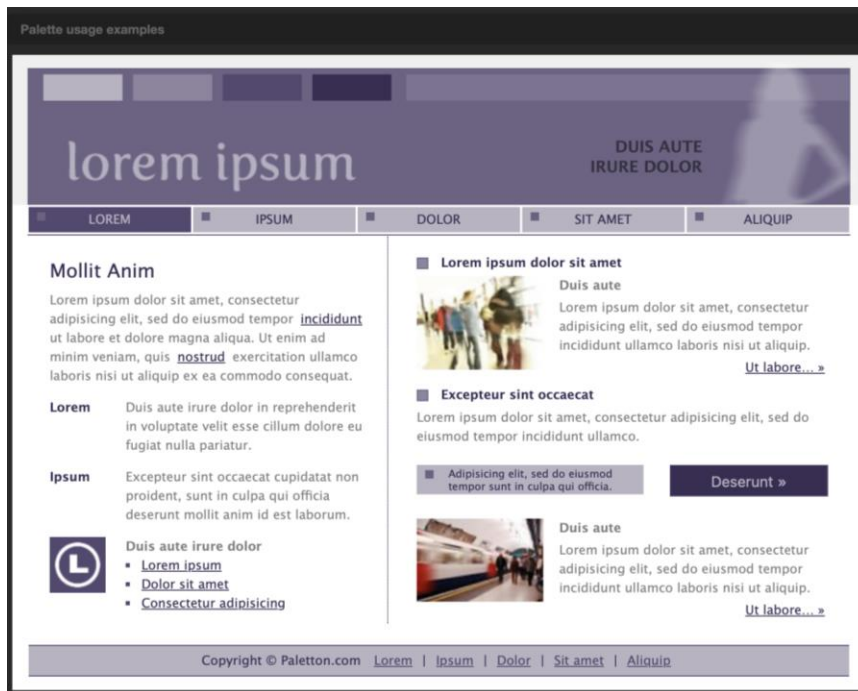 Palette usage examples
lorem ipsum
DUIS AUTE
IRURE DOLOR
LOREM
IPSUM
DOLOR
SIT AMET
ALIQUIP
Mollit Anim
Lorem ipsum dolor sit amet, consectetur
adipisicing elit, sed do eiusmod tempor incididunt
ut labore et dolore magna aliqua. Ut enim ad
minim veniam, quis nostrud exercitation ullamco
laboris nisi ut aliquip ex ea commodo consequat.
Lorem
Duis aute irure dolor in reprehenderit
in voluptate velit esse cillum dolore eu
fugiat nulla pariatur.
Ipsum
Excepteur sint occaecat cupidatat non
proident, sunt in culpa qui officia
deserunt mollit anim id est laborum.
L
Duis aute irure dolor
Lorem ipsum
Dolor sit amet
Consectetur adipisicing
Lorem ipsum dolor sit amet
Duis aute
Lorem ipsum dolor sit amet, consectetur
adipisicing elit, sed do eiusmod tempor
incididunt ullamco laboris nisi ut aliquip.
Ut labore... »
Excepteur sint occaecat
Lorem ipsum dolor sit amet, consectetur adipisicing elit, sed do
eiusmod tempor incididunt ullamco.
Adipisicing elit, sed do eiusmod
tempor sunt in culpa qui officia.
Deserunt »
Duis aute
Lorem ipsum dolor sit amet, consectetur
adipisicing elit, sed do eiusmod tempor
incididunt ullamco laboris nisi ut aliquip.
Ut labore... »
Copyright © Paletton.com Lorem | Ipsum | Dolor | Sit amet | Aliquip